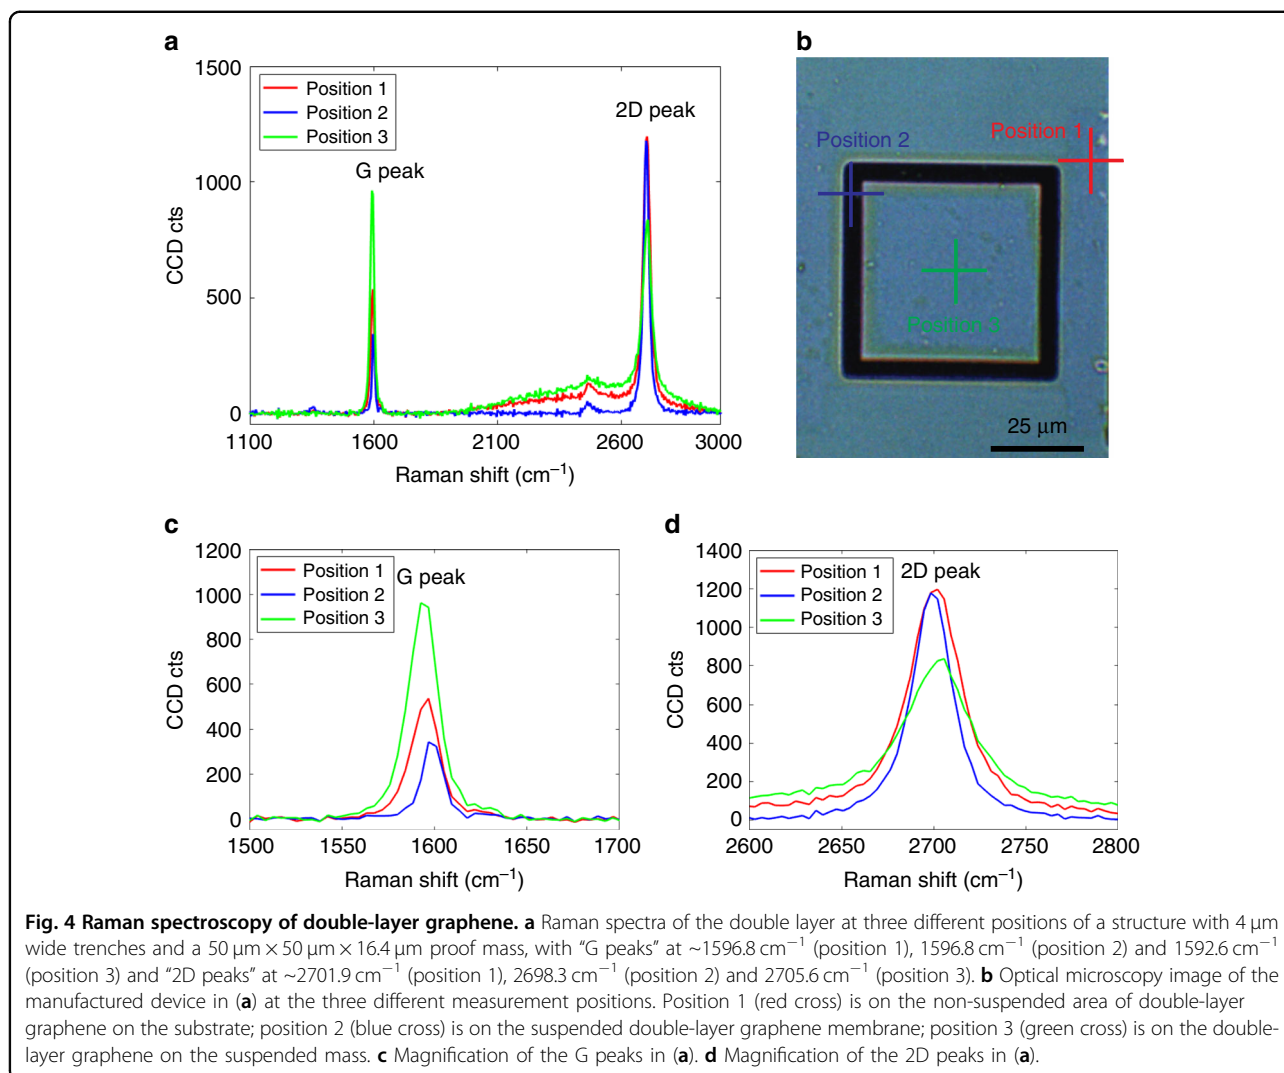 a
1500
1000
500
0
CCD cts
Position 1
Position 2
Position 3
G peak
2D peak
1100
1600
2100
2600
3000
Raman shift (cm⁻¹)
b
Position 1
Position 2
Position 3
25 μm
c
1200
1000
800
600
400
200
0
CCD cts
Position 1
Position 2
Position 3
G peak
1500
1550
1600
1650
1700
Raman shift (cm⁻¹)
d
1400
1200
1000
800
600
400
200
0
CCD cts
Position 1
Position 2
Position 3
2D peak
2600
2650
2700
2750
2800
Raman shift (cm⁻¹)
Fig. 4 Raman spectroscopy of double-layer graphene. a Raman spectra of the double layer at three different positions of a structure with 4 μm
wide trenches and a 50 μm × 50 μm × 16.4 μm proof mass, with “G peaks” at ~1596.8 cm⁻¹ (position 1), 1596.8 cm⁻¹ (position 2) and 1592.6 cm⁻¹
(position 3) and “2D peaks” at ~2701.9 cm⁻¹ (position 1), 2698.3 cm⁻¹ (position 2) and 2705.6 cm⁻¹ (position 3). b Optical microscopy image of the
manufactured device in (a) at the three different measurement positions. Position 1 (red cross) is on the non-suspended area of double-layer
graphene on the substrate; position 2 (blue cross) is on the suspended double-layer graphene membrane; position 3 (green cross) is on the double-
layer graphene on the suspended mass. c Magnification of the G peaks in (a). d Magnification of the 2D peaks in (a).